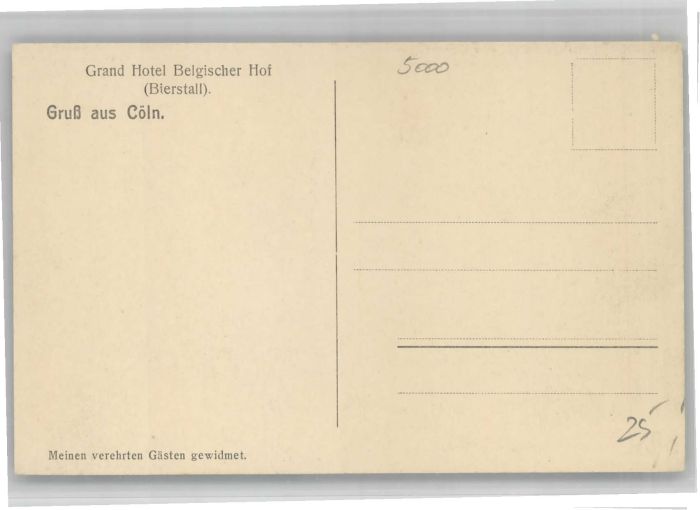 Grand Hotel Belgischer Hof
(Bierstall).
Gruß aus Cöln.
5000
25
Meinen verehrten Gästen gewidmet.